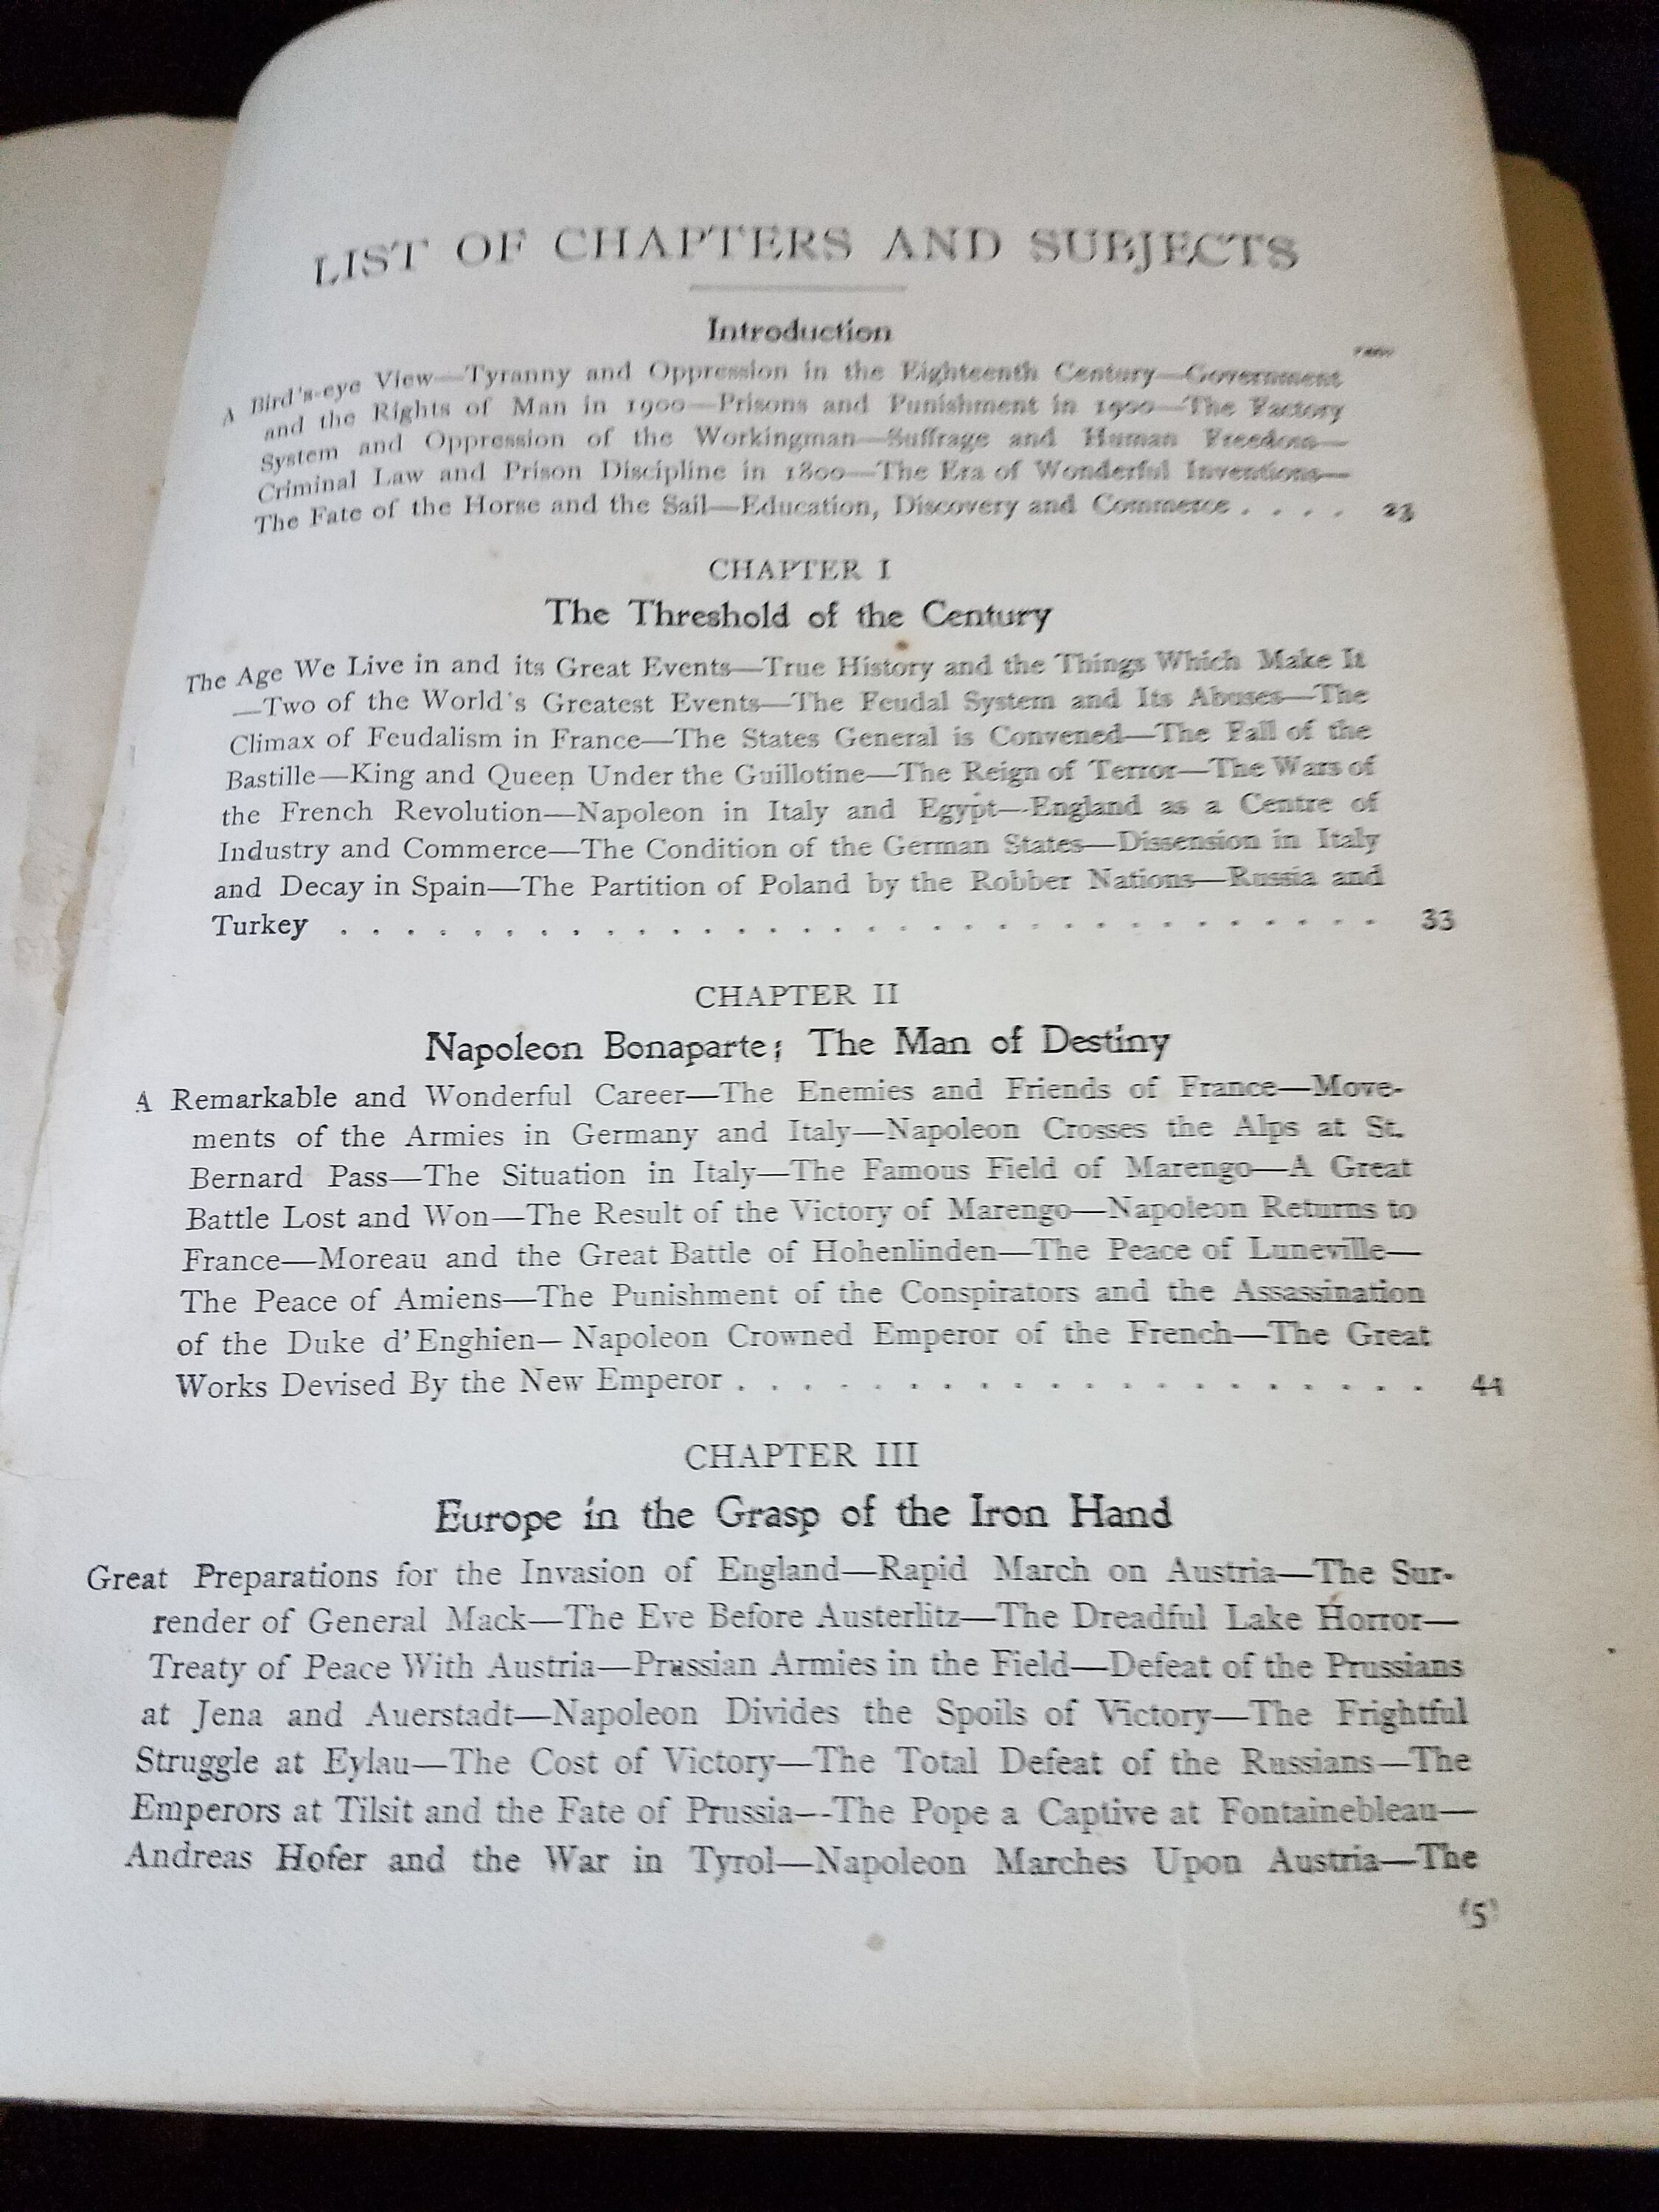 LIST OF CHAPTERS AND SUBJECTS
Introduction
PAGE
A Bird's-eye View—Tyranny and Oppression in the Eighteenth Century—Government
and the Rights of Man in 1900—Prisons and Punishment in 1900—The Factory
System and Oppression of the Workingman—Suffrage and Human Freedom—
Criminal Law and Prison Discipline in 1800—The Era of Wonderful Inventions—
The Fate of the Horse and the Sail—Education, Discovery and Commerce . . . . 23
CHAPTER I
The Threshold of the Century
The Age We Live in and its Great Events—True History and the Things Which Make It
—Two of the World's Greatest Events—The Feudal System and Its Abuses—The
Climax of Feudalism in France—The States General is Convened—The Fall of the
Bastille—King and Queen Under the Guillotine—The Reign of Terror—The Wars of
the French Revolution—Napoleon in Italy and Egypt—England as a Centre of
Industry and Commerce—The Condition of the German States—Dissension in Italy
and Decay in Spain—The Partition of Poland by the Robber Nations—Russia and
Turkey . . . . . . . . . . . . . . . . . . . . . . . . . . . . . . . . 33
CHAPTER II
Napoleon Bonaparte; The Man of Destiny
A Remarkable and Wonderful Career—The Enemies and Friends of France—Move-
ments of the Armies in Germany and Italy—Napoleon Crosses the Alps at St.
Bernard Pass—The Situation in Italy—The Famous Field of Marengo—A Great
Battle Lost and Won—The Result of the Victory of Marengo—Napoleon Returns to
France—Moreau and the Great Battle of Hohenlinden—The Peace of Luneville—
The Peace of Amiens—The Punishment of the Conspirators and the Assassination
of the Duke d'Enghien—Napoleon Crowned Emperor of the French—The Great
Works Devised By the New Emperor . . . . . . . . . . . . . . . . . . . . 44
CHAPTER III
Europe in the Grasp of the Iron Hand
Great Preparations for the Invasion of England—Rapid March on Austria—The Sur-
render of General Mack—The Eve Before Austerlitz—The Dreadful Lake Horror—
Treaty of Peace With Austria—Prussian Armies in the Field—Defeat of the Prussians
at Jena and Auerstadt—Napoleon Divides the Spoils of Victory—The Frightful
Struggle at Eylau—The Cost of Victory—The Total Defeat of the Russians—The
Emperors at Tilsit and the Fate of Prussia—The Pope a Captive at Fontainebleau—
Andreas Hofer and the War in Tyrol—Napoleon Marches Upon Austria—The
(5)